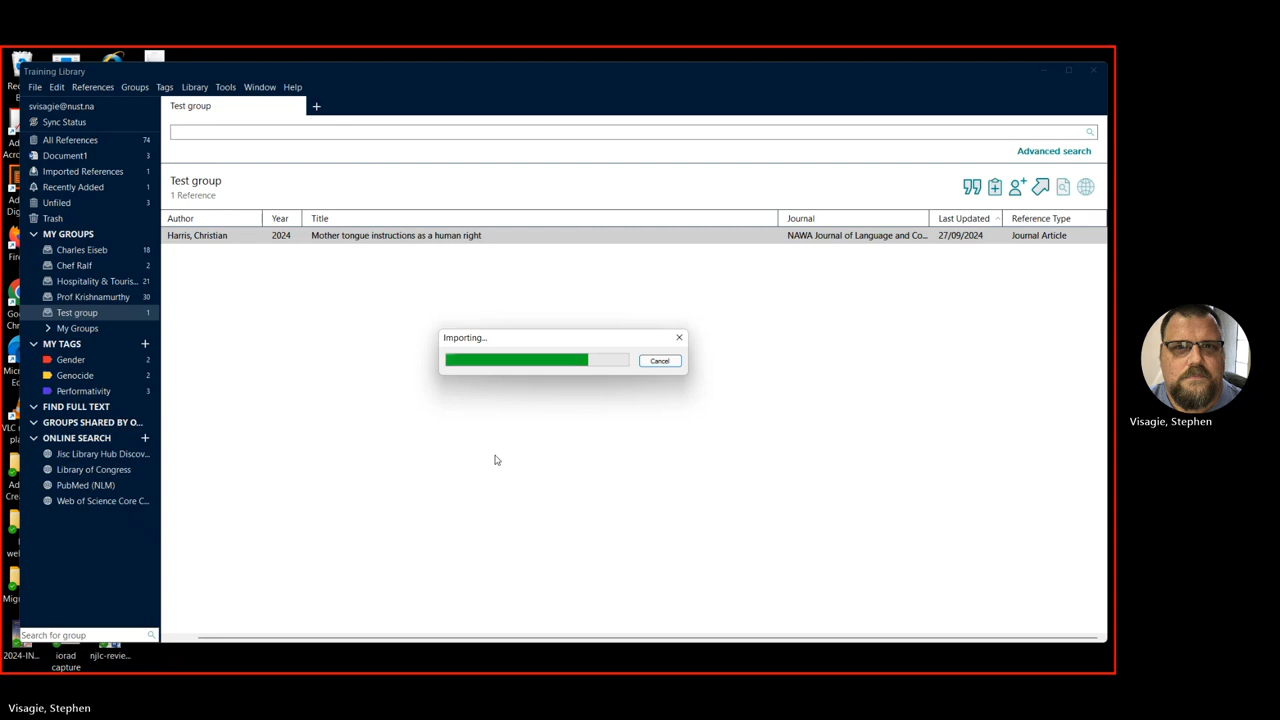 Training Library
File Edit References Groups Tags Library Tools Window Help
svisagie@nust.na
Sync Status
All References 74
Document1 3
Imported References 1
Recently Added 1
Unfiled 3
Trash
MY GROUPS
Charles Eiseb 18
Chef Ralf 2
Hospitality & Touris... 21
Prof Krishnamurthy 30
Test group 1
My Groups
MY TAGS +
Gender 2
Genocide 2
Performativity 3
FIND FULL TEXT
GROUPS SHARED BY O...
ONLINE SEARCH +
Jisc Library Hub Discov...
Library of Congress
PubMed (NLM)
Web of Science Core C...
Search for group
Test group +
Advanced search
Test group
1 Reference
Author Year Title Journal Last Updated Reference Type
Harris, Christian 2024 Mother tongue instructions as a human right NAWA Journal of Language and Co... 27/09/2024 Journal Article
Importing...
Cancel
2024-IN... iorad capture njlc-revie...
Visagie, Stephen
Visagie, Stephen